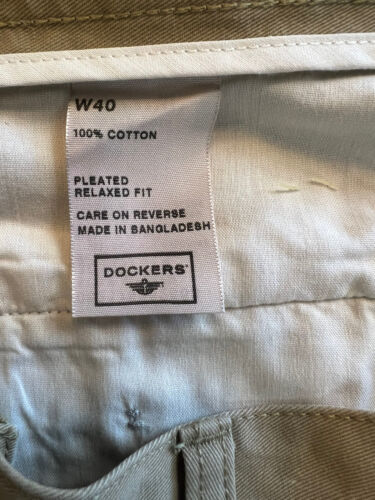 W40
100% COTTON
PLEATED
RELAXED FIT
CARE ON REVERSE
MADE IN BANGLADESH
DOCKERS®